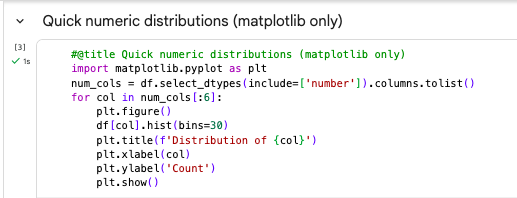 Quick numeric distributions (matplotlib only)
[3]
1s
#@title Quick numeric distributions (matplotlib only)
import matplotlib.pyplot as plt
num_cols = df.select_dtypes(include=['number']).columns.tolist()
for col in num_cols[:6]:
    plt.figure()
    df[col].hist(bins=30)
    plt.title(f'Distribution of {col}')
    plt.xlabel(col)
    plt.ylabel('Count')
    plt.show()